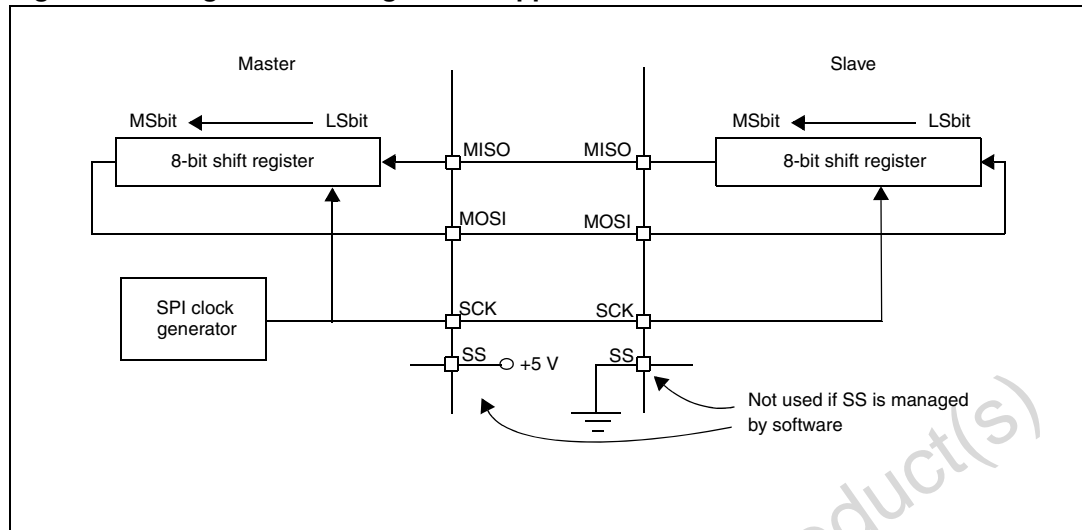 Master
Slave
MSbit
LSbit
MSbit
LSbit
8-bit shift register
MISO
MISO
8-bit shift register
MOSI
MOSI
SPI clock
generator
SCK
SCK
SS
+5 V
SS
Not used if SS is managed
by software